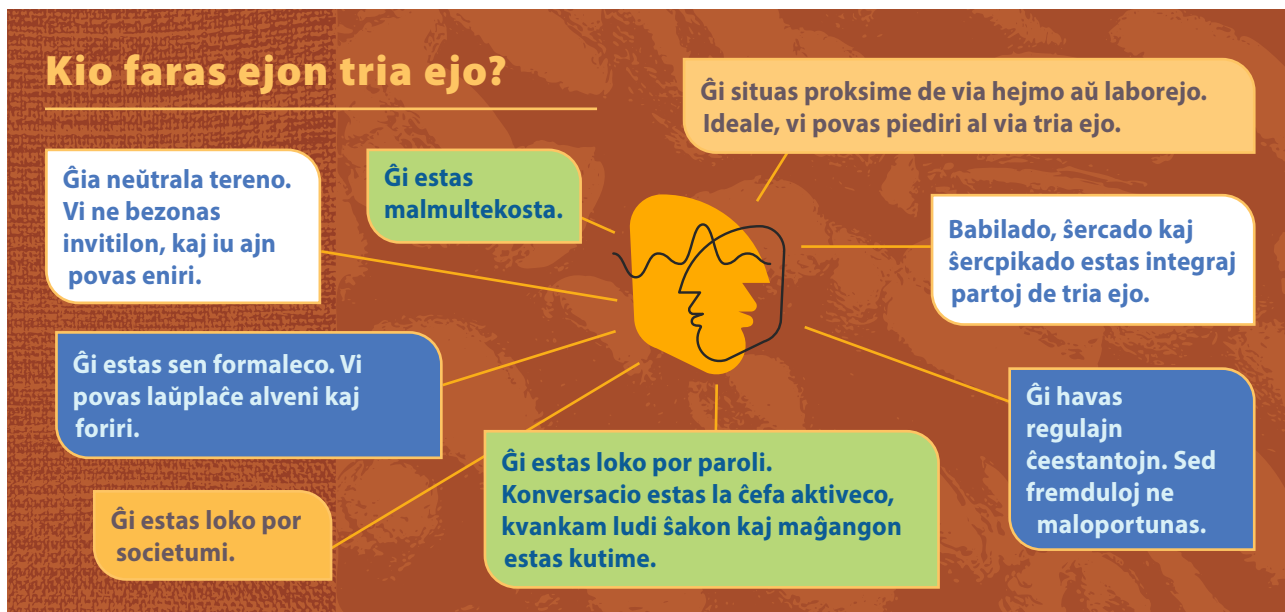 Kio faras ejon tria ejo?
Ĝi situas proksime de via hejmo aŭ laborejo.
Ideale, vi povas piediri al via tria ejo.
Ĝia neŭtrala tereno.
Vi ne bezonas
invitilon, kaj iu ajn
povas eniri.
Ĝi estas
malmultekosta.
Babilado, ŝercado kaj
ŝercpikado estas integraj
partoj de tria ejo.
Ĝi estas sen formaleco. Vi
povas laŭplaĉe alveni kaj
foriri.
Ĝi havas
regulajn
ĉeestantojn. Sed
fremduloj ne
maloportunas.
Ĝi estas loko por paroli.
Konversacio estas la ĉefa aktiveco,
kvankam ludi ŝakon kaj maĝangon
estas kutime.
Ĝi estas loko por
societumi.